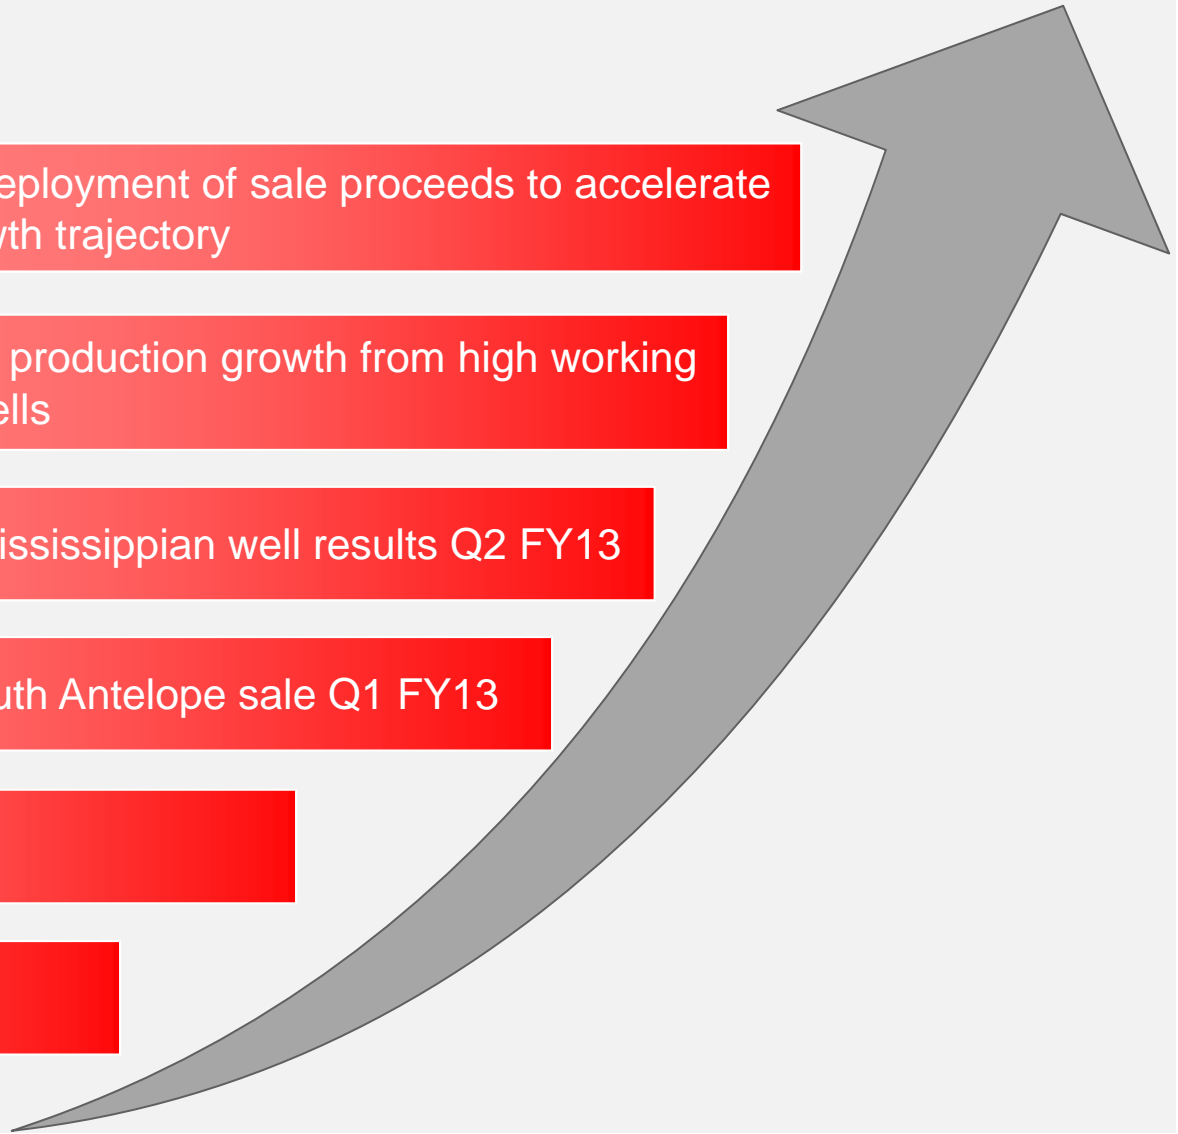 eployment of sale proceeds to accelerate
wth trajectory
production growth from high working
ells
ississippian well results Q2 FY13
uth Antelope sale Q1 FY13